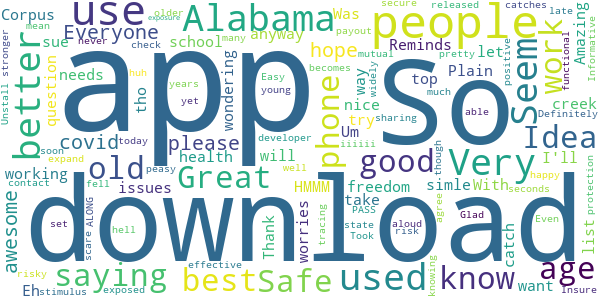 app
so
download
people
Alabama
use
Everyone
Corpus
older
Was
many
catches
secure
released
late
exposure
mean
never
check
mutual
payout
pretty
Amazing
Informative
Unstall
stronger
better
question
needs
sue
school
anyway
hope
Reminds
let
top
Plain
way
nice
wondering
tho
yet
huh
years
Easy
young
becomes
widely
much
sharing
positive
functional
Seem
work
Definitely
creek
Idea
I'll
covid
today
please
developer
able
phone
try
Um
iiiiii
old
Very
good
working
soon
expand
issues
health
will
HMMM
freedom
simle
With
take
seconds
happy
protection
contact
fell
peasy
well
Great
though
agree
list
awesome
set
scare
ALONG
hell
Thank
worries
tracing
state
PASS
Took
aloud
risk
Glad
Even
catch
knowing
saying
best
Safe
used
know
want
age
risky
Eh
stimulus
exposed
effective
Insure